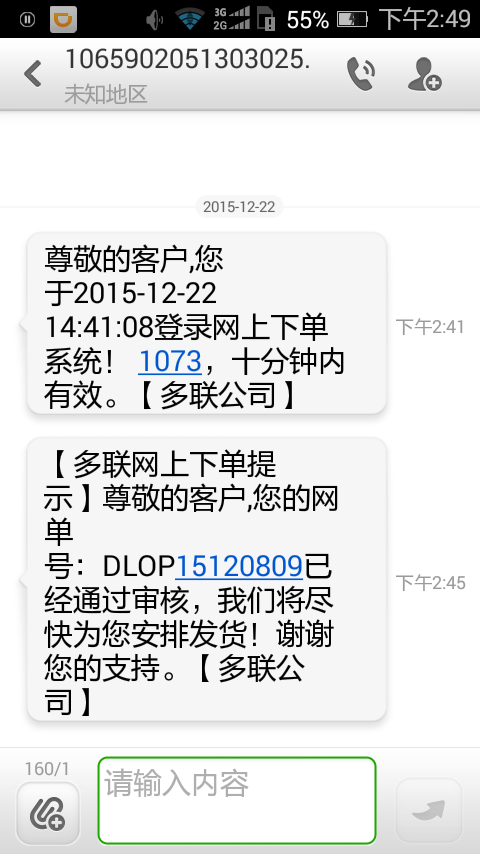 3G
2G
55%
下午2:49
1065902051303025.
未知地区
2015-12-22
尊敬的客户,您
于2015-12-22
14:41:08登录网上下单
系统！1073，十分钟内
有效。【多联公司】
下午2:41
【多联网上下单提
示】尊敬的客户,您的网
单
号：DLOP15120809已
经通过审核，我们将尽
快为您安排发货！谢谢
您的支持。【多联公
司】
下午2:45
160/1
请输入内容